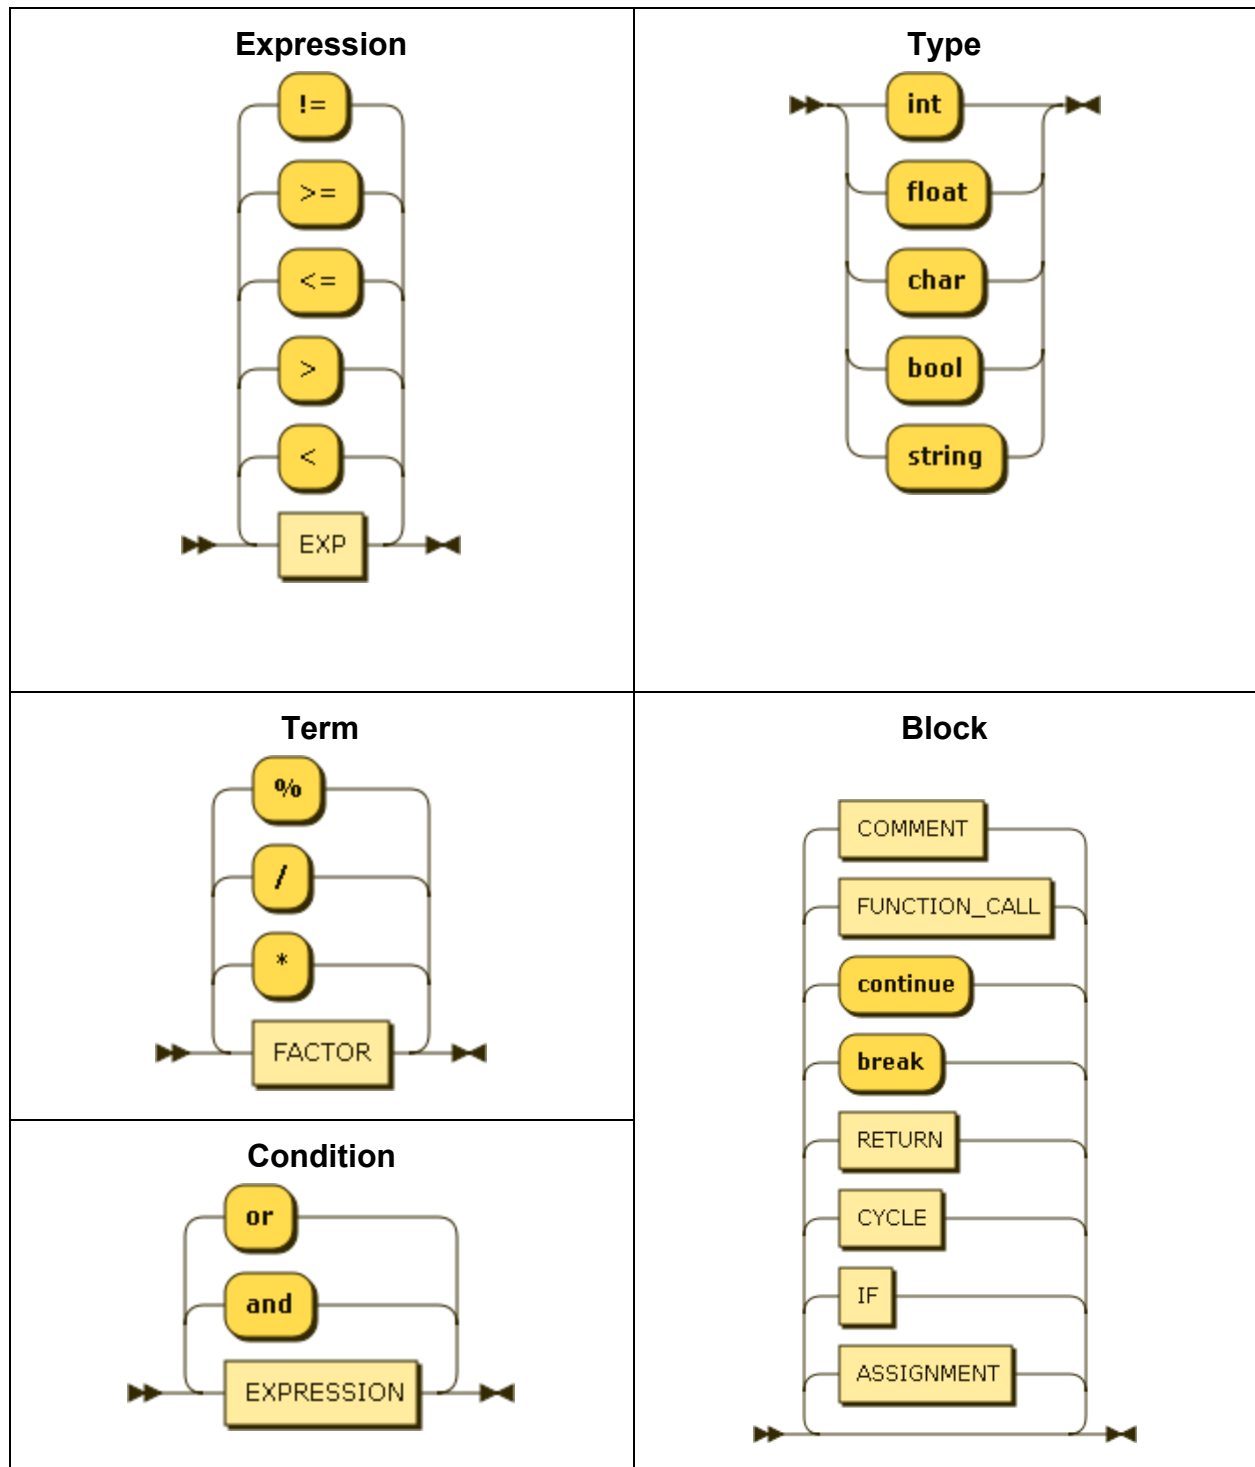 Expression
!=
>=
<=
>
<
EXP
Type
int
float
char
bool
string
Term
%
/
*
FACTOR
Block
COMMENT
FUNCTION_CALL
continue
break
RETURN
CYCLE
IF
ASSIGNMENT
Condition
or
and
EXPRESSION